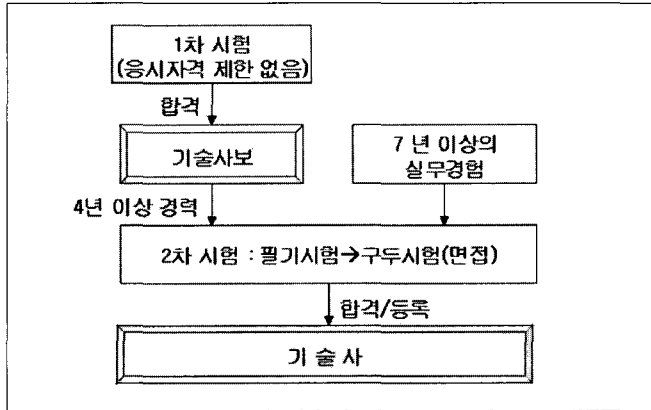 1차 시험
(응시자격 제한 없음)
합격
기술사보
7 년 이상의
실무경험
4년 이상 경력
2차 시험 : 필기시험→구두시험(면접)
합격/등록
기 술 사